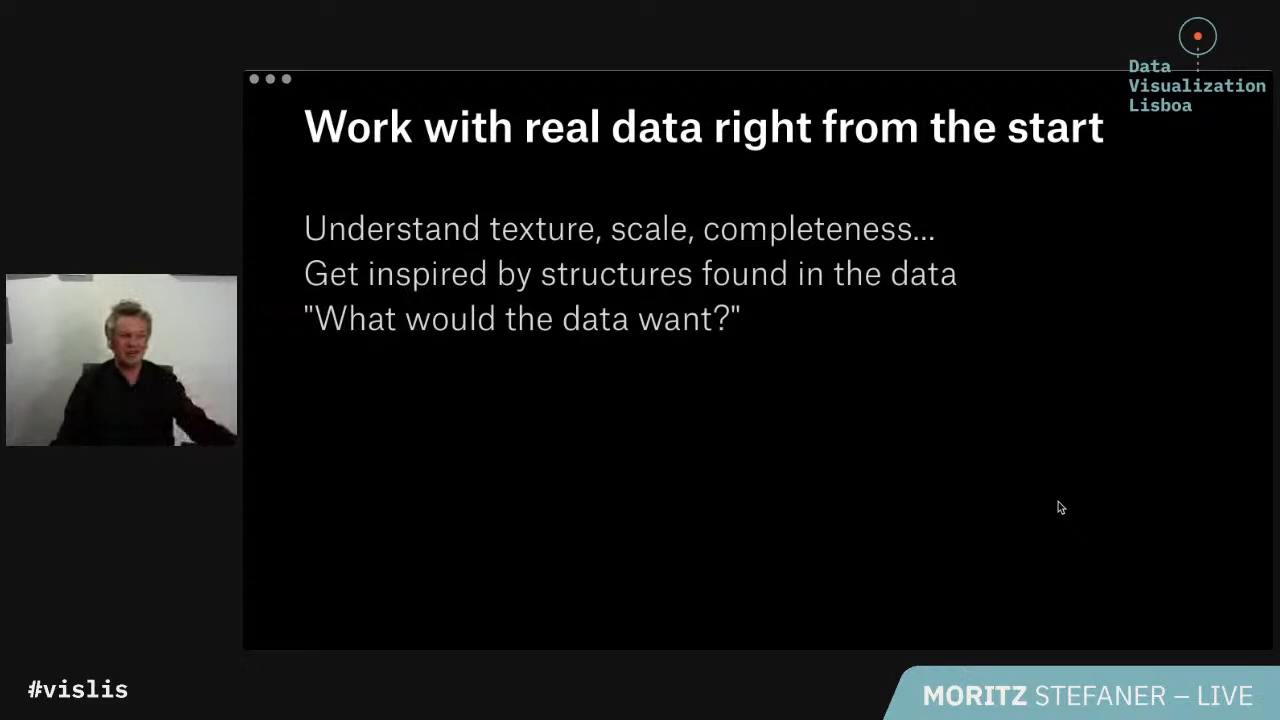 Data
Visualization
Lisboa
Work with real data right from the start
Understand texture, scale, completeness...
Get inspired by structures found in the data
"What would the data want?"
#vislis
MORITZ STEFANER – LIVE